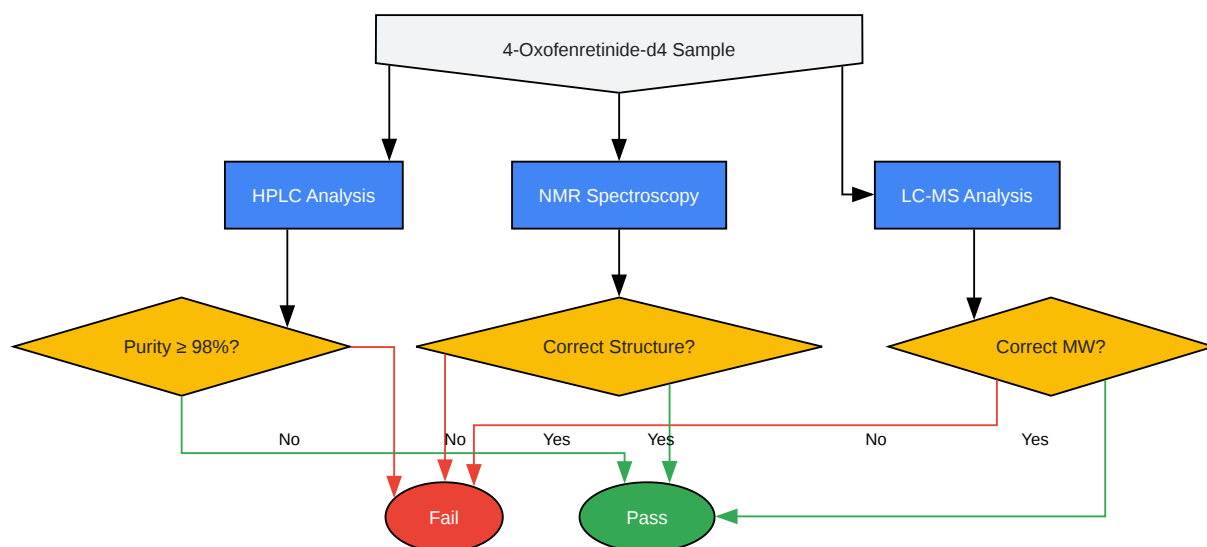 4-Oxofenretinide-d4 Sample
HPLC Analysis
NMR Spectroscopy
LC-MS Analysis
Purity ≥ 98%?
Correct Structure?
Correct MW?
No
No
Yes
Yes
No
Yes
Fail
Pass